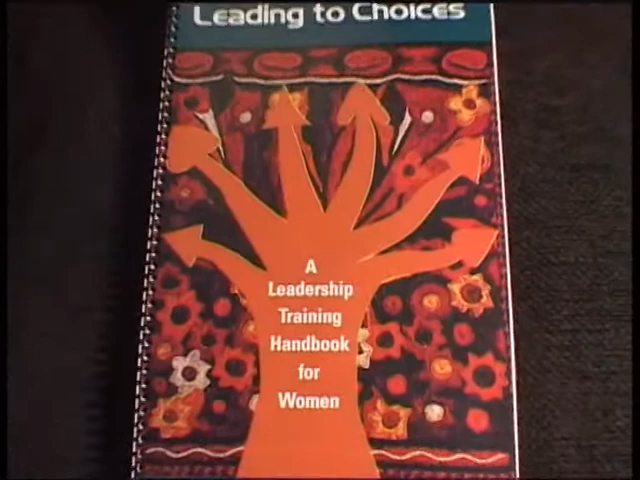 Leading to Choices
A
Leadership
Training
Handbook
for
Women